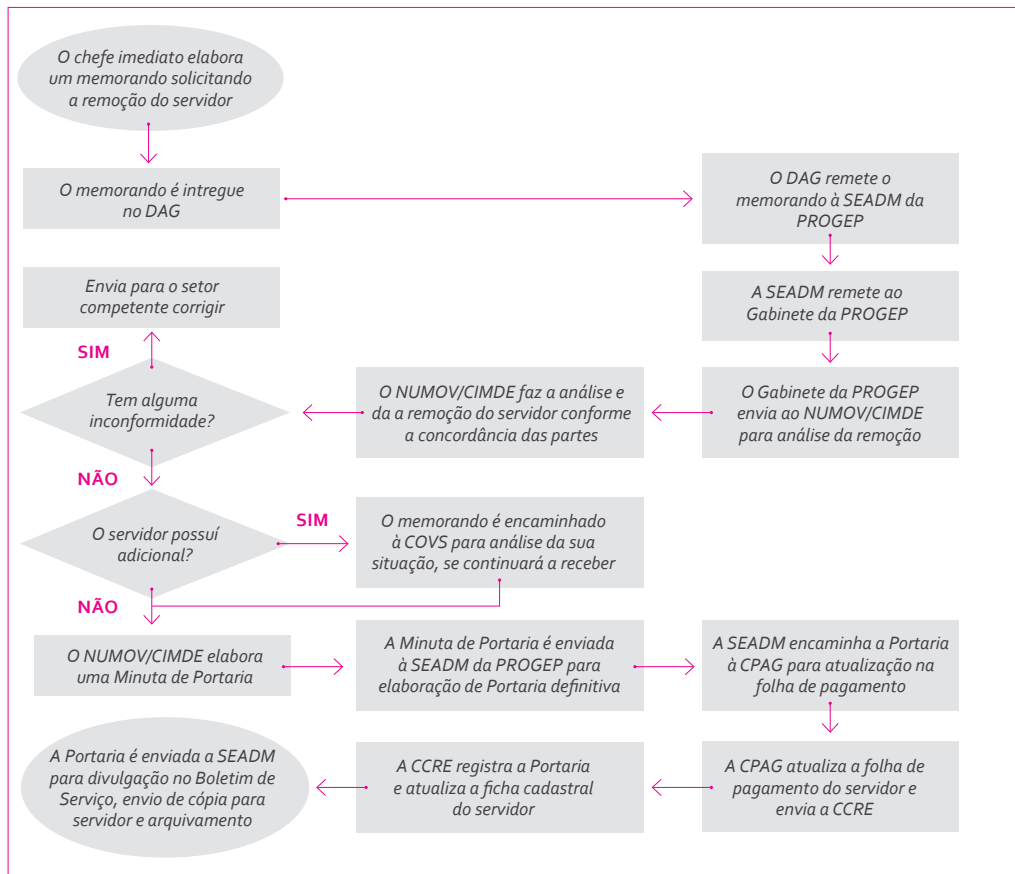 O chefe imediato elabora
um memorando solicitando
a remoção do servidor
O memorando é intregue
no DAG
O DAG remete o
memorando à SEADM da
PROGEP
A SEADM remete ao
Gabinete da PROGEP
O Gabinete da PROGEP
envia ao NUMOV/CIMDE
para análise da remoção
O NUMOV/CIMDE faz a análise e
da a remoção do servidor conforme
a concordância das partes
Tem alguma
inconformidade?
SIM
Envia para o setor
competente corrigir
NÃO
O servidor possuí
adicional?
SIM
O memorando é encaminhado
à COVS para análise da sua
situação, se continuará a receber
NÃO
O NUMOV/CIMDE elabora
uma Minuta de Portaria
A Minuta de Portaria é enviada
à SEADM da PROGEP para
elaboração de Portaria definitiva
A SEADM encaminha a Portaria
à CPAG para atualização na
folha de pagamento
A CPAG atualiza a folha de
pagamento do servidor e
envia a CCRE
A CCRE registra a Portaria
e atualiza a ficha cadastral
do servidor
A Portaria é enviada a SEADM
para divulgação no Boletim de
Serviço, envio de cópia para
servidor e arquivamento